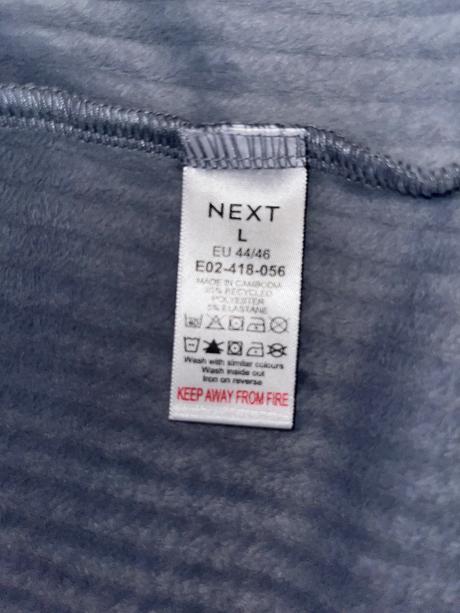 NEXT
L
EU 44/46
E02-418-056
MADE IN CAMBODIA
95% RECYCLED
POLYESTER
5% ELASTANE
Wash with similar colours
Wash inside out
Iron on reverse
KEEP AWAY FROM FIRE